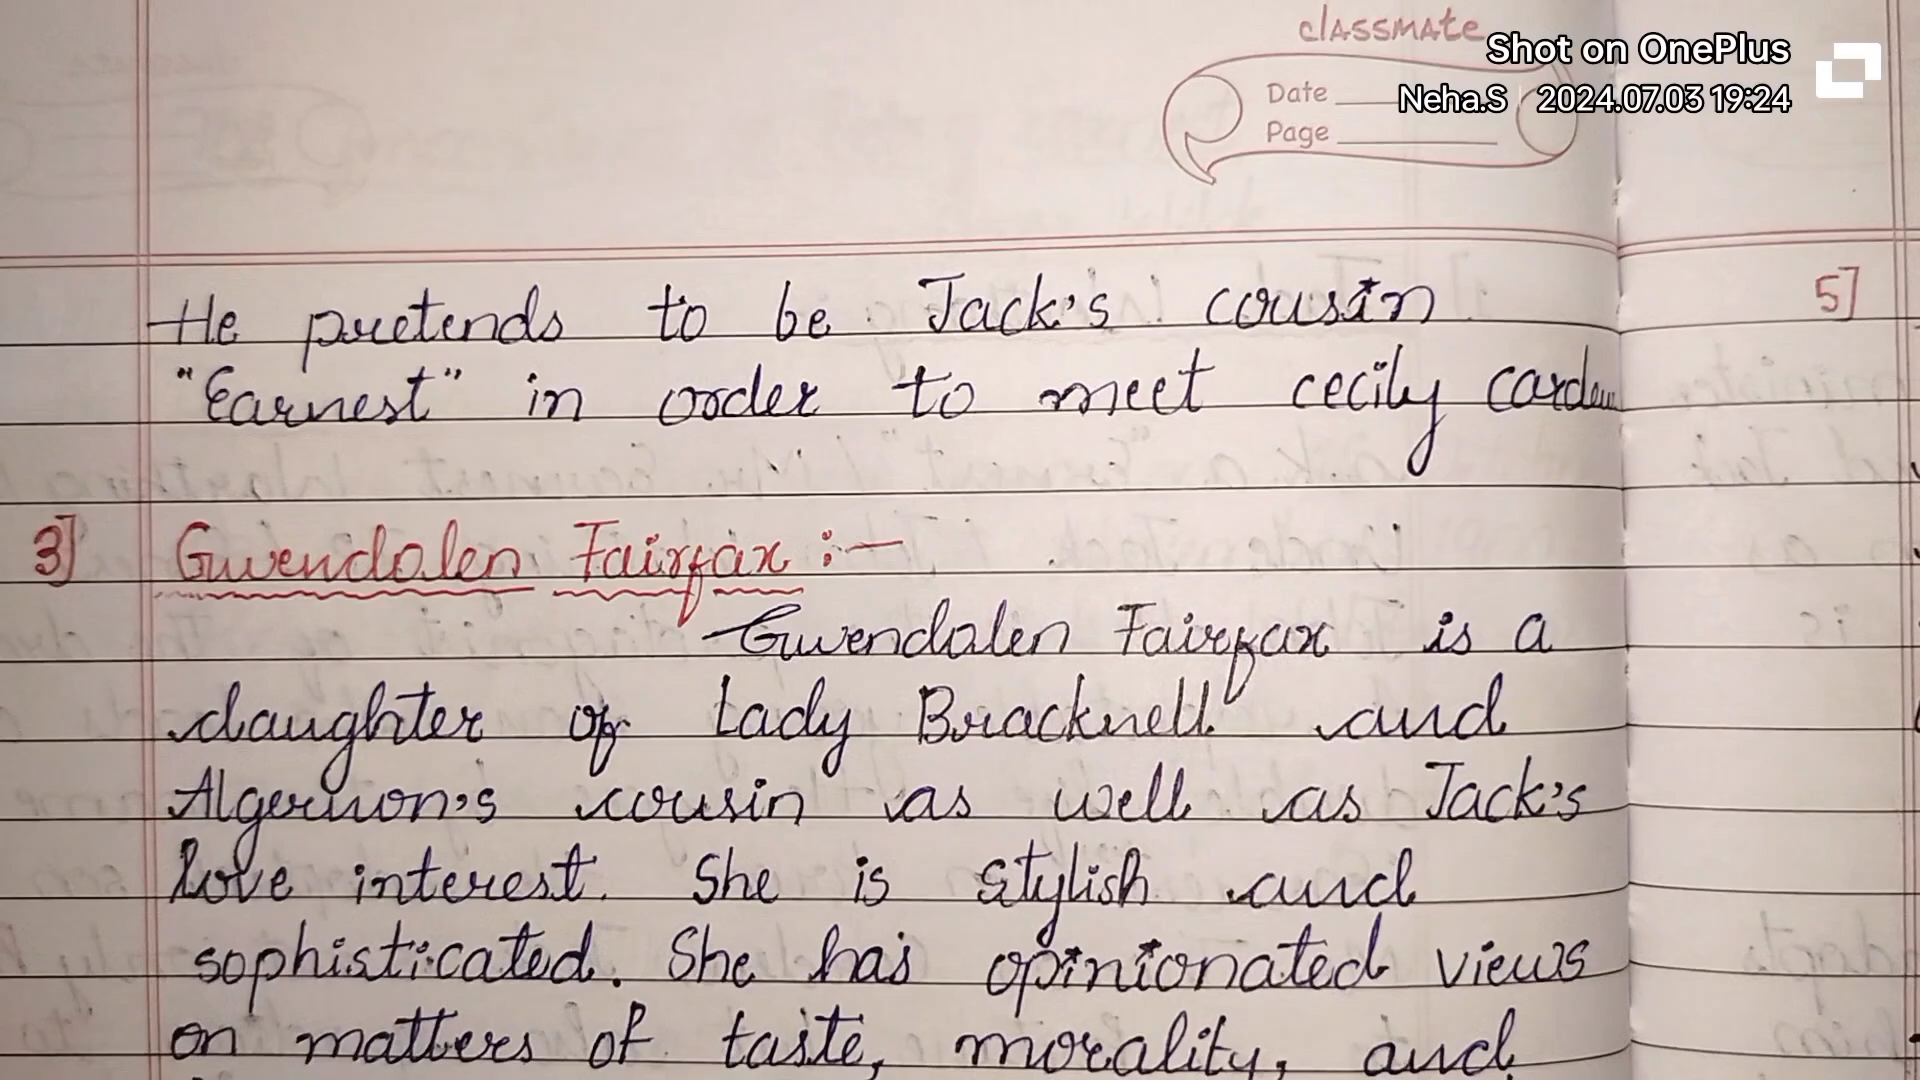 classmate
Shot on OnePlus
Neha.S 2024.07.03 19:24
Date
Page
He pretends to be Jack's cousin
"Earnest" in order to meet cecily
5]
3] Gwendolen Fairfax :-
Gwendolen Fairfax is a
daughter of Lady Bracknell and
Algernon's cousin as well as Jack's
love interest. She is stylish and
sophisticated. She has opinionated views
on matters of taste, morality, and